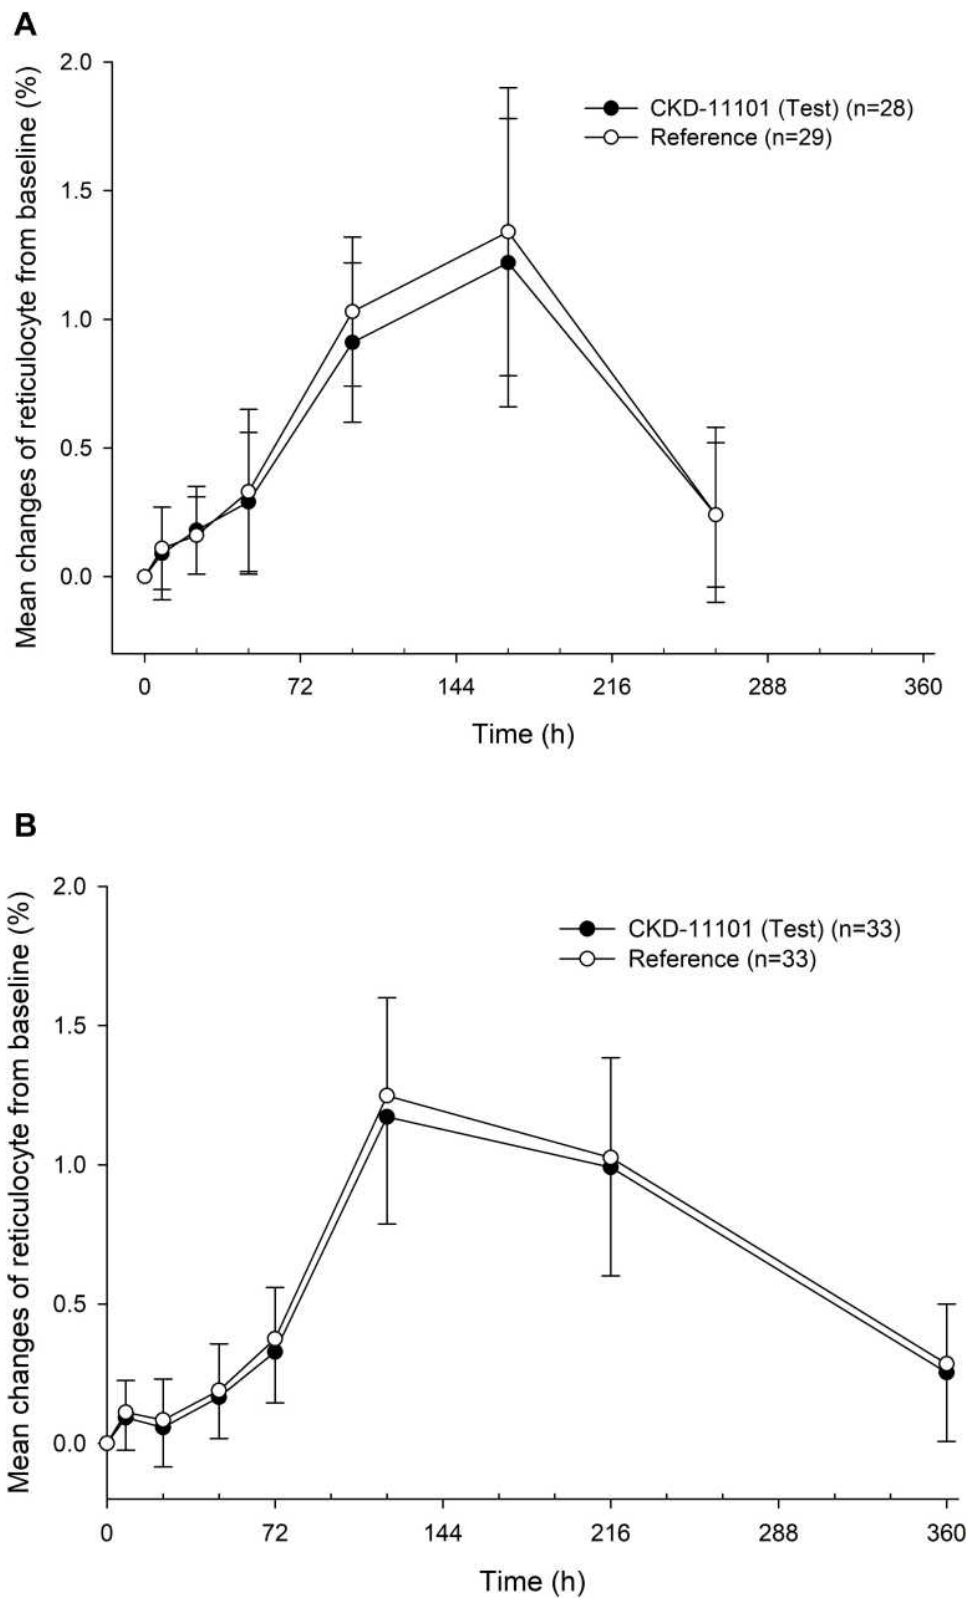 A
Mean changes of reticulocyte from baseline (%)
2.0
1.5
1.0
0.5
0.0
CKD-11101 (Test) (n=28)
Reference (n=29)
0 72 144 216 288 360
Time (h)
B
Mean changes of reticulocyte from baseline (%)
2.0
1.5
1.0
0.5
0.0
CKD-11101 (Test) (n=33)
Reference (n=33)
0 72 144 216 288 360
Time (h)